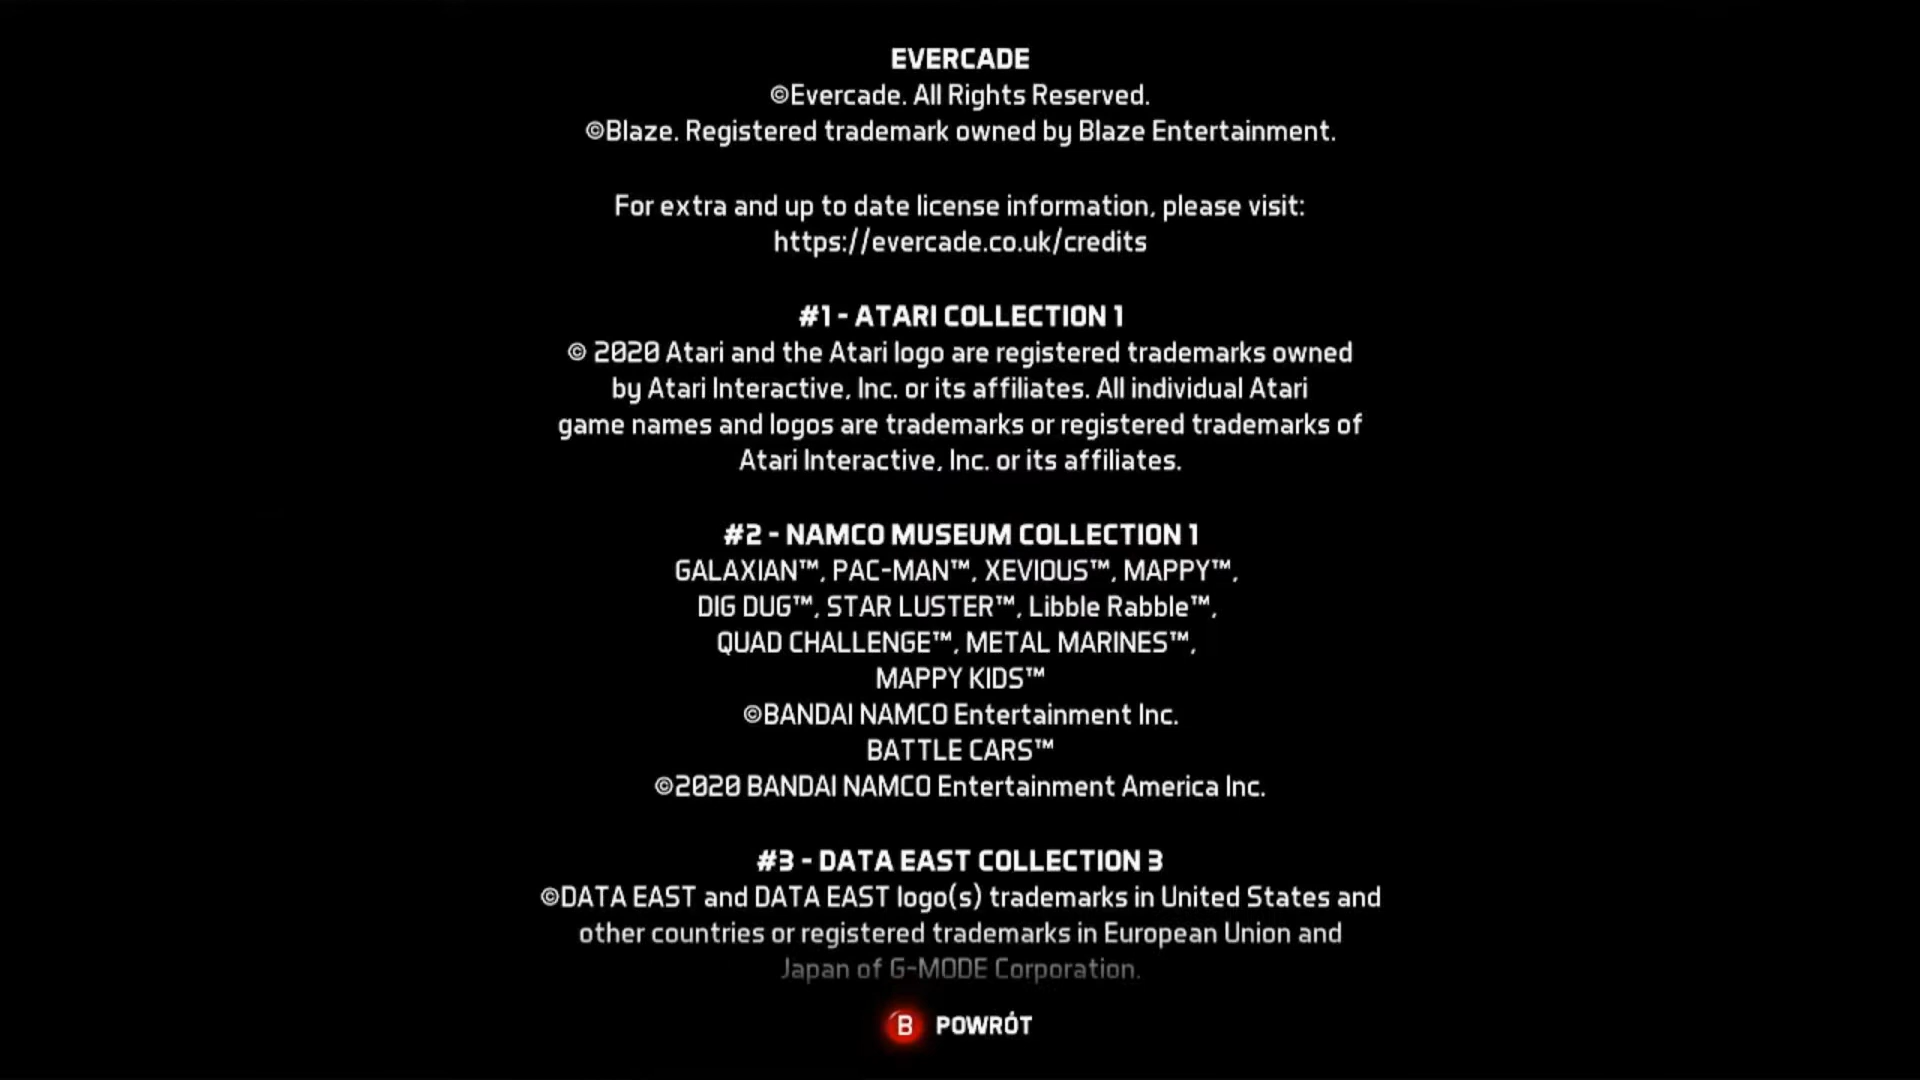 EVERCADE
©Evercade. All Rights Reserved.
©Blaze. Registered trademark owned by Blaze Entertainment.
For extra and up to date license information, please visit:
https://evercade.co.uk/credits
#1 - ATARI COLLECTION 1
© 2020 Atari and the Atari logo are registered trademarks owned
by Atari Interactive, Inc. or its affiliates. All individual Atari
game names and logos are trademarks or registered trademarks of
Atari Interactive, Inc. or its affiliates.
#2 - NAMCO MUSEUM COLLECTION 1
GALAXIAN™, PAC-MAN™, XEVIOUS™, MAPPY™,
DIG DUG™, STAR LUSTER™, Libble Rabble™,
QUAD CHALLENGE™, METAL MARINES™,
MAPPY KIDS™
©BANDAI NAMCO Entertainment Inc.
BATTLE CARS™
©2020 BANDAI NAMCO Entertainment America Inc.
#3 - DATA EAST COLLECTION 3
©DATA EAST and DATA EAST logo(s) trademarks in United States and
other countries or registered trademarks in European Union and
Japan of G-MODE Corporation.
B POWRÓT